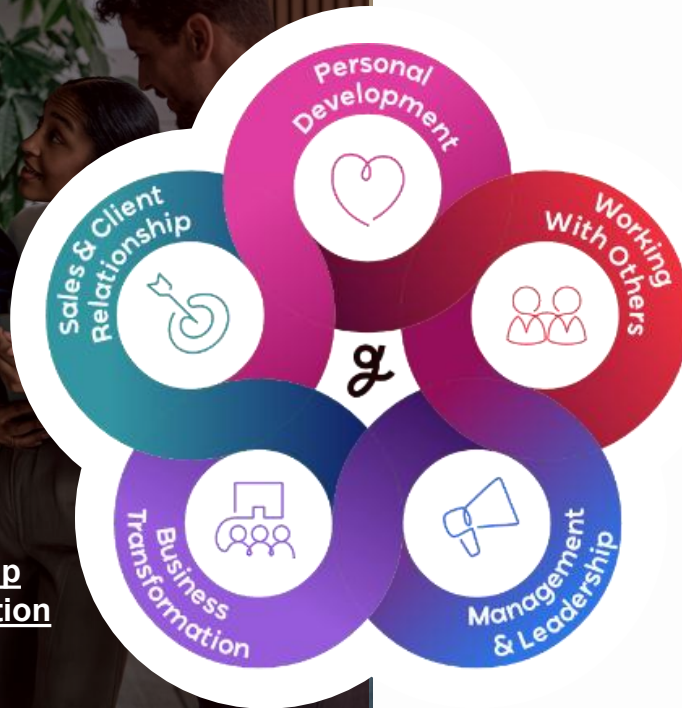 Personal
Development
Working
With Others
Sales & Client
Relationship
g
Management
& Leadership
Business
Transformation
p
tion